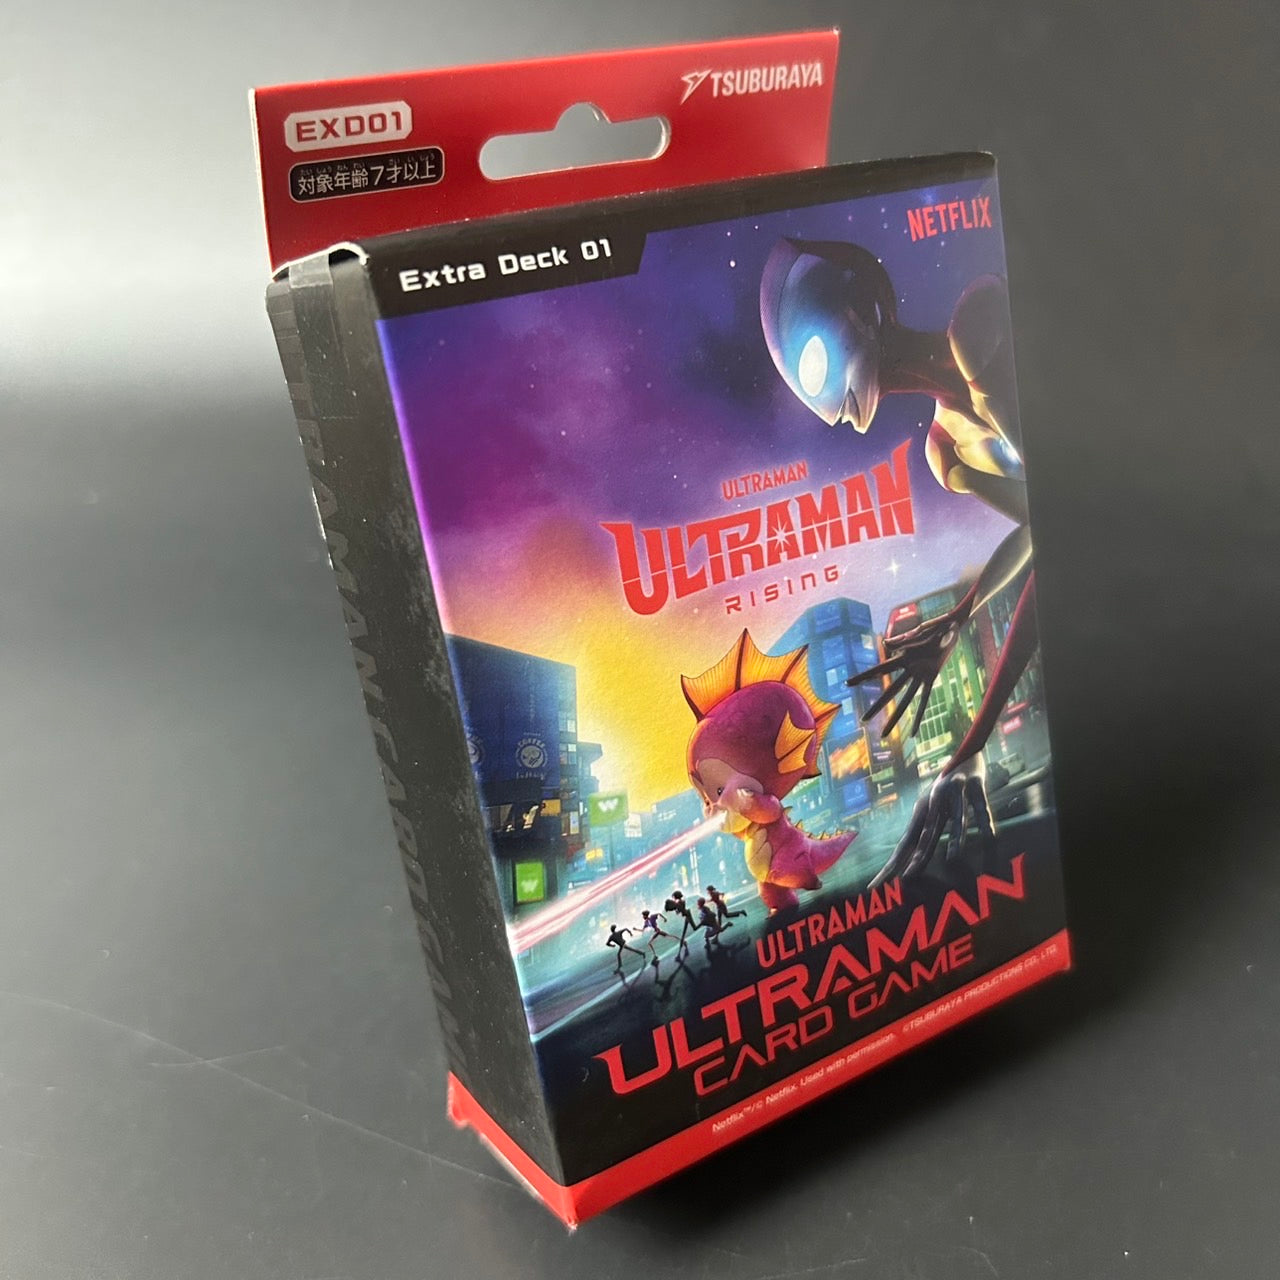 TSUBURAYA
EXD01
対象年齢7才以上
Extra Deck 01
NETFLIX
ULTRAMAN
ULTRAMAN
RISING
COFFEE
W
W
ULTRAMAN
ULTRAMAN
CARD GAME
Netflix™/© Netflix. Used with permission. ©TSUBURAYA PRODUCTIONS CO., LTD.
ULTRAMAN CARD GAME